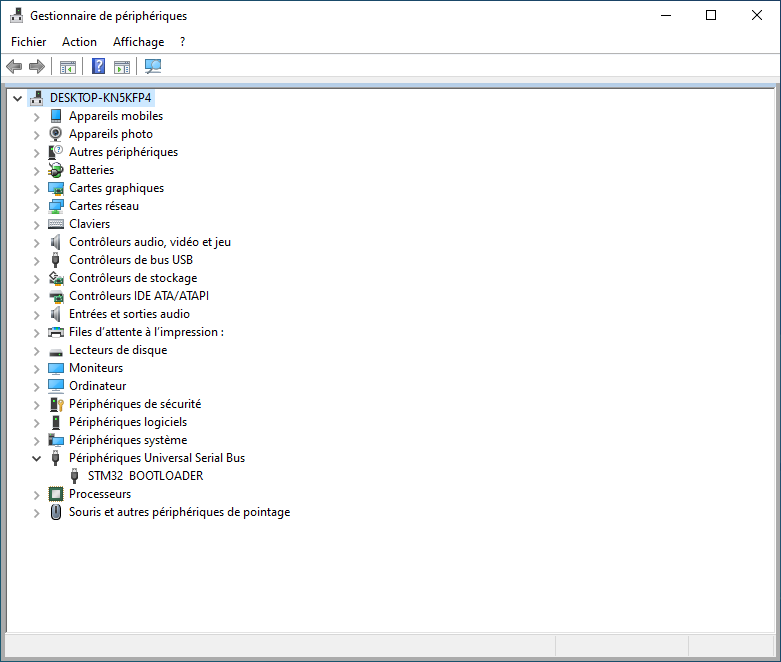 Gestionnaire de périphériques
Fichier Action Affichage ?
DESKTOP-KN5KFP4
Appareils mobiles
Appareils photo
Autres périphériques
Batteries
Cartes graphiques
Cartes réseau
Claviers
Contrôleurs audio, vidéo et jeu
Contrôleurs de bus USB
Contrôleurs de stockage
Contrôleurs IDE ATA/ATAPI
Entrées et sorties audio
Files d'attente à l'impression :
Lecteurs de disque
Moniteurs
Ordinateur
Périphériques de sécurité
Périphériques logiciels
Périphériques système
Périphériques Universal Serial Bus
STM32  BOOTLOADER
Processeurs
Souris et autres périphériques de pointage